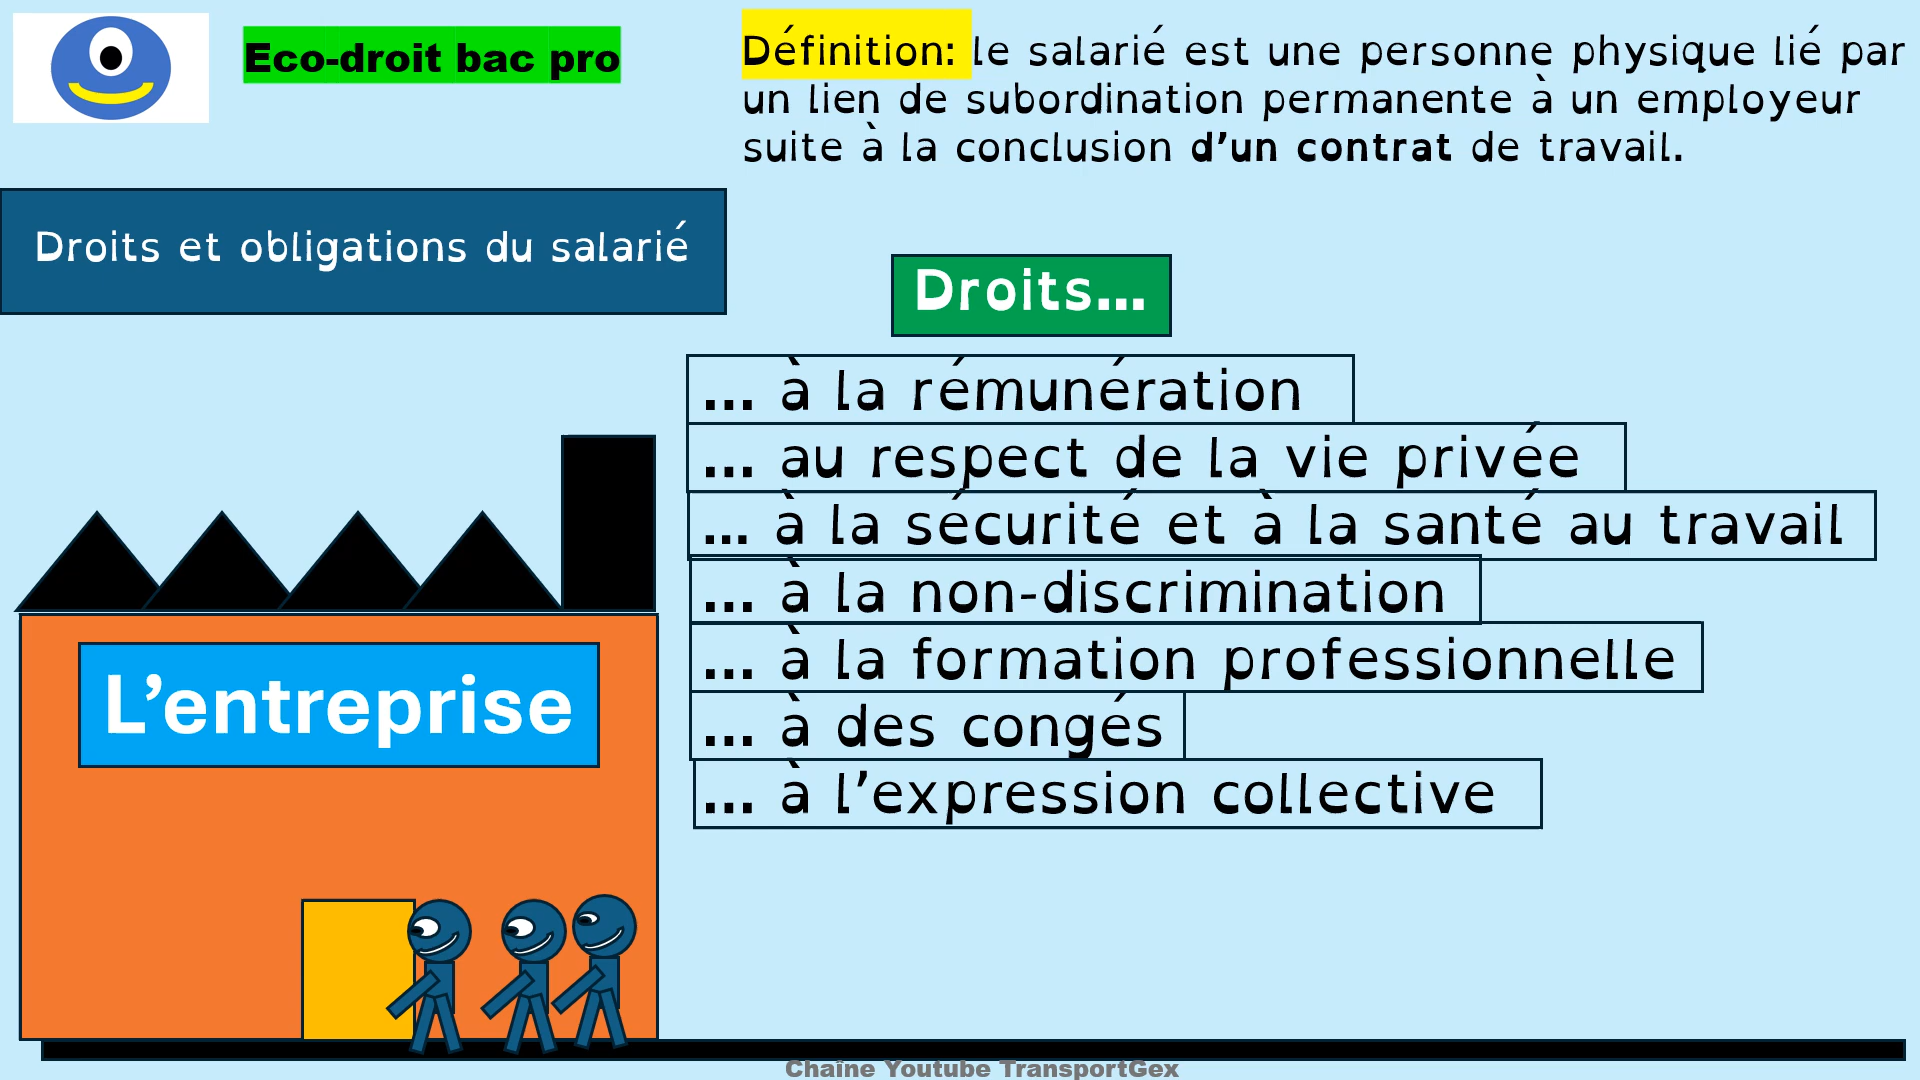 Eco-droit bac pro
Définition: le salarié est une personne physique lié par
un lien de subordination permanente à un employeur
suite à la conclusion d’un contrat de travail.
Droits et obligations du salarié
Droits...
... à la rémunération
... au respect de la vie privée
... à la sécurité et à la santé au travail
... à la non-discrimination
... à la formation professionnelle
... à des congés
... à l’expression collective
L’entreprise
Chaîne Youtube TransportGex